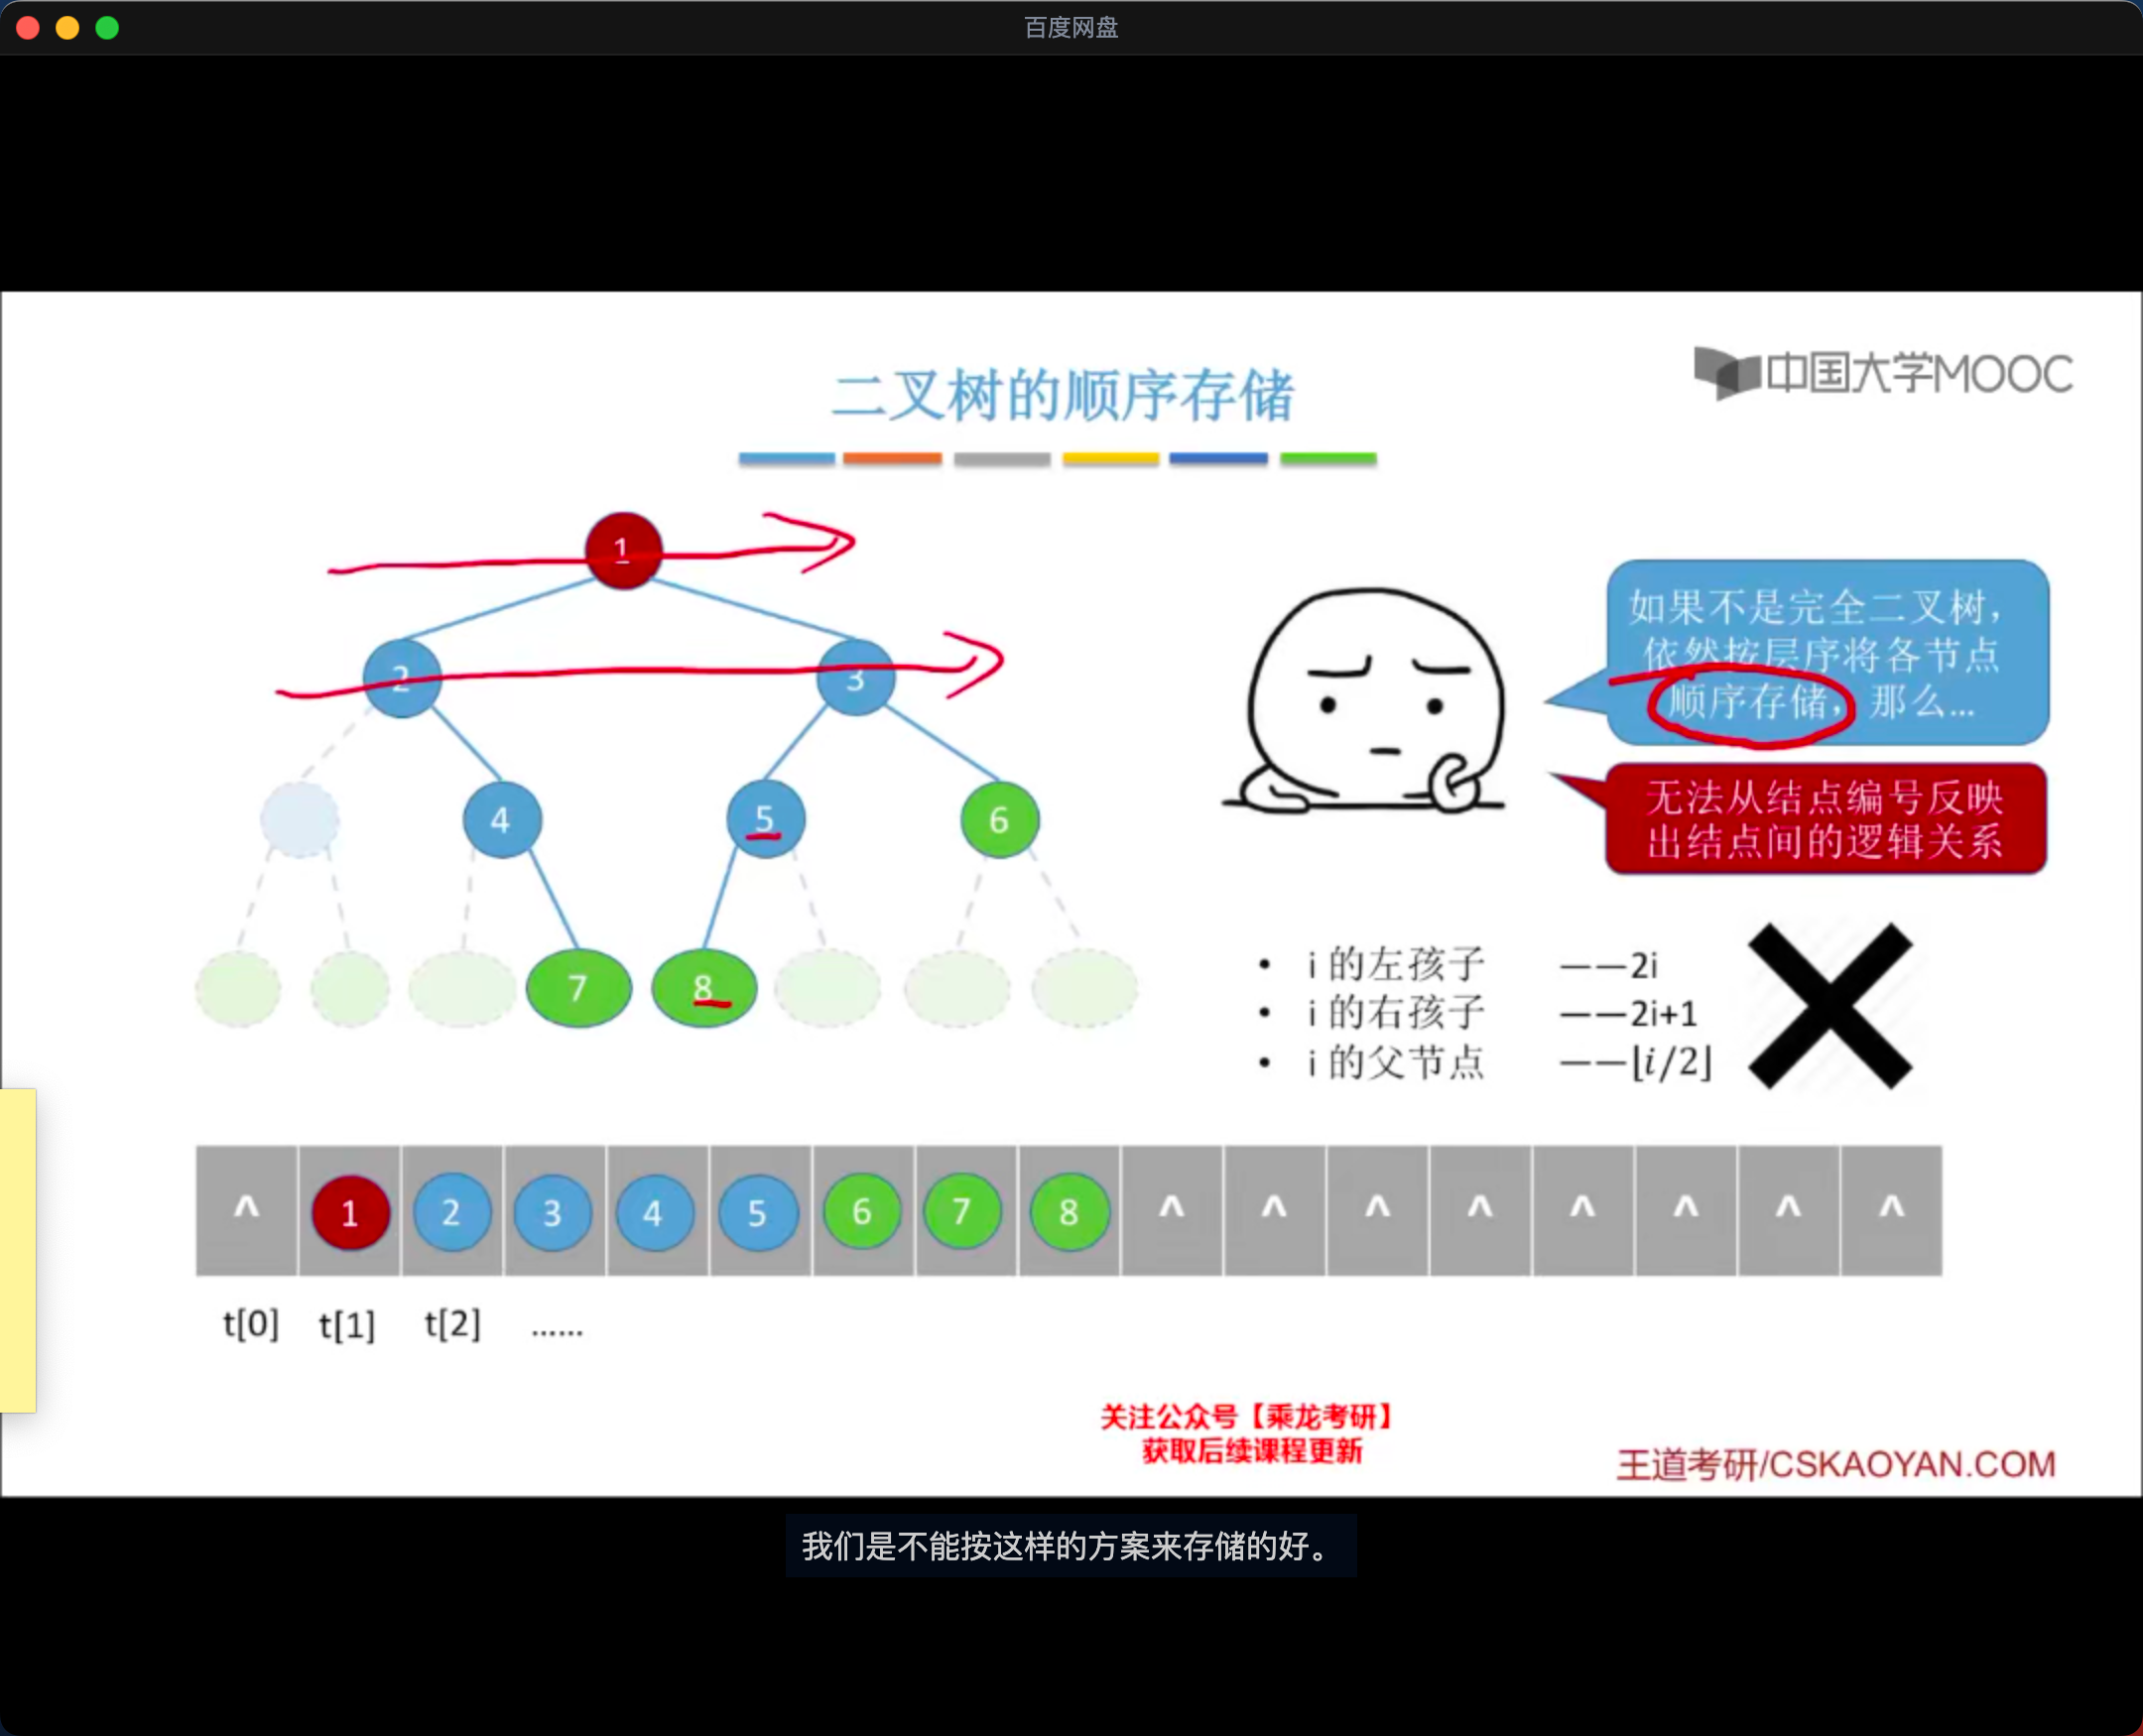 百度网盘
中国大学MOOC
二叉树的顺序存储
1
2
3
4
5
6
7
8
如果不是完全二叉树，
依然按层序将各节点
顺序存储，那么...
无法从结点编号反映
出结点间的逻辑关系
• i 的左孩子 ——2i
• i 的右孩子 ——2i+1
• i 的父节点 ——⌊i/2⌋
^ 1 2 3 4 5 6 7 8 ^ ^ ^ ^ ^ ^ ^ ^
t[0] t[1] t[2] ......
关注公众号【乘龙考研】
获取后续课程更新
王道考研/CSKAOYAN.COM
我们是不能按这样的方案来存储的好。